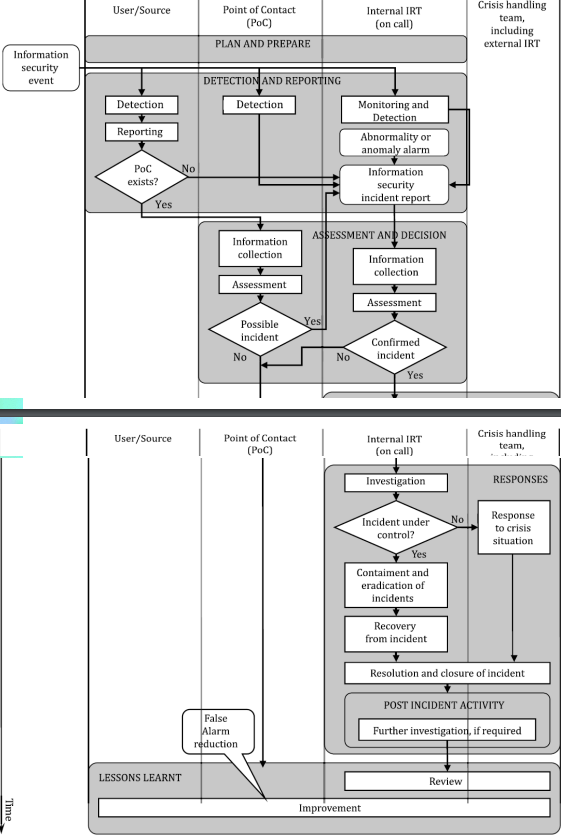 User/Source
Point of Contact
(PoC)
Internal IRT
(on call)
Crisis handling
team,
including
external IRT
PLAN AND PREPARE
Information
security
event
DETECTION AND REPORTING
Detection
Detection
Monitoring and
Detection
Reporting
Abnormality or
anomaly alarm
PoC
exists?
No
Information
security
incident report
Yes
ASSESSMENT AND DECISION
Information
collection
Information
collection
Assessment
Assessment
Possible
incident
Yes
Confirmed
incident
No
No
Yes
User/Source
Point of Contact
(PoC)
Internal IRT
(on call)
Crisis handling
team,
RESPONSES
Investigation
Incident under
control?
No
Response
to crisis
situation
Yes
Contaiment and
eradication of
incidents
Recovery
from incident
Resolution and closure of incident
POST INCIDENT ACTIVITY
False
Alarm
reduction
Further investigation, if required
LESSONS LEARNT
Review
Improvement
Time